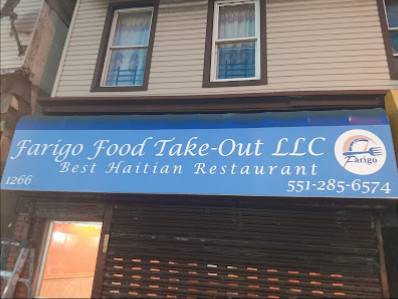 Farigo Food Take-Out LLC
Best Haitian Restaurant
Farigo
1266
551-285-6574